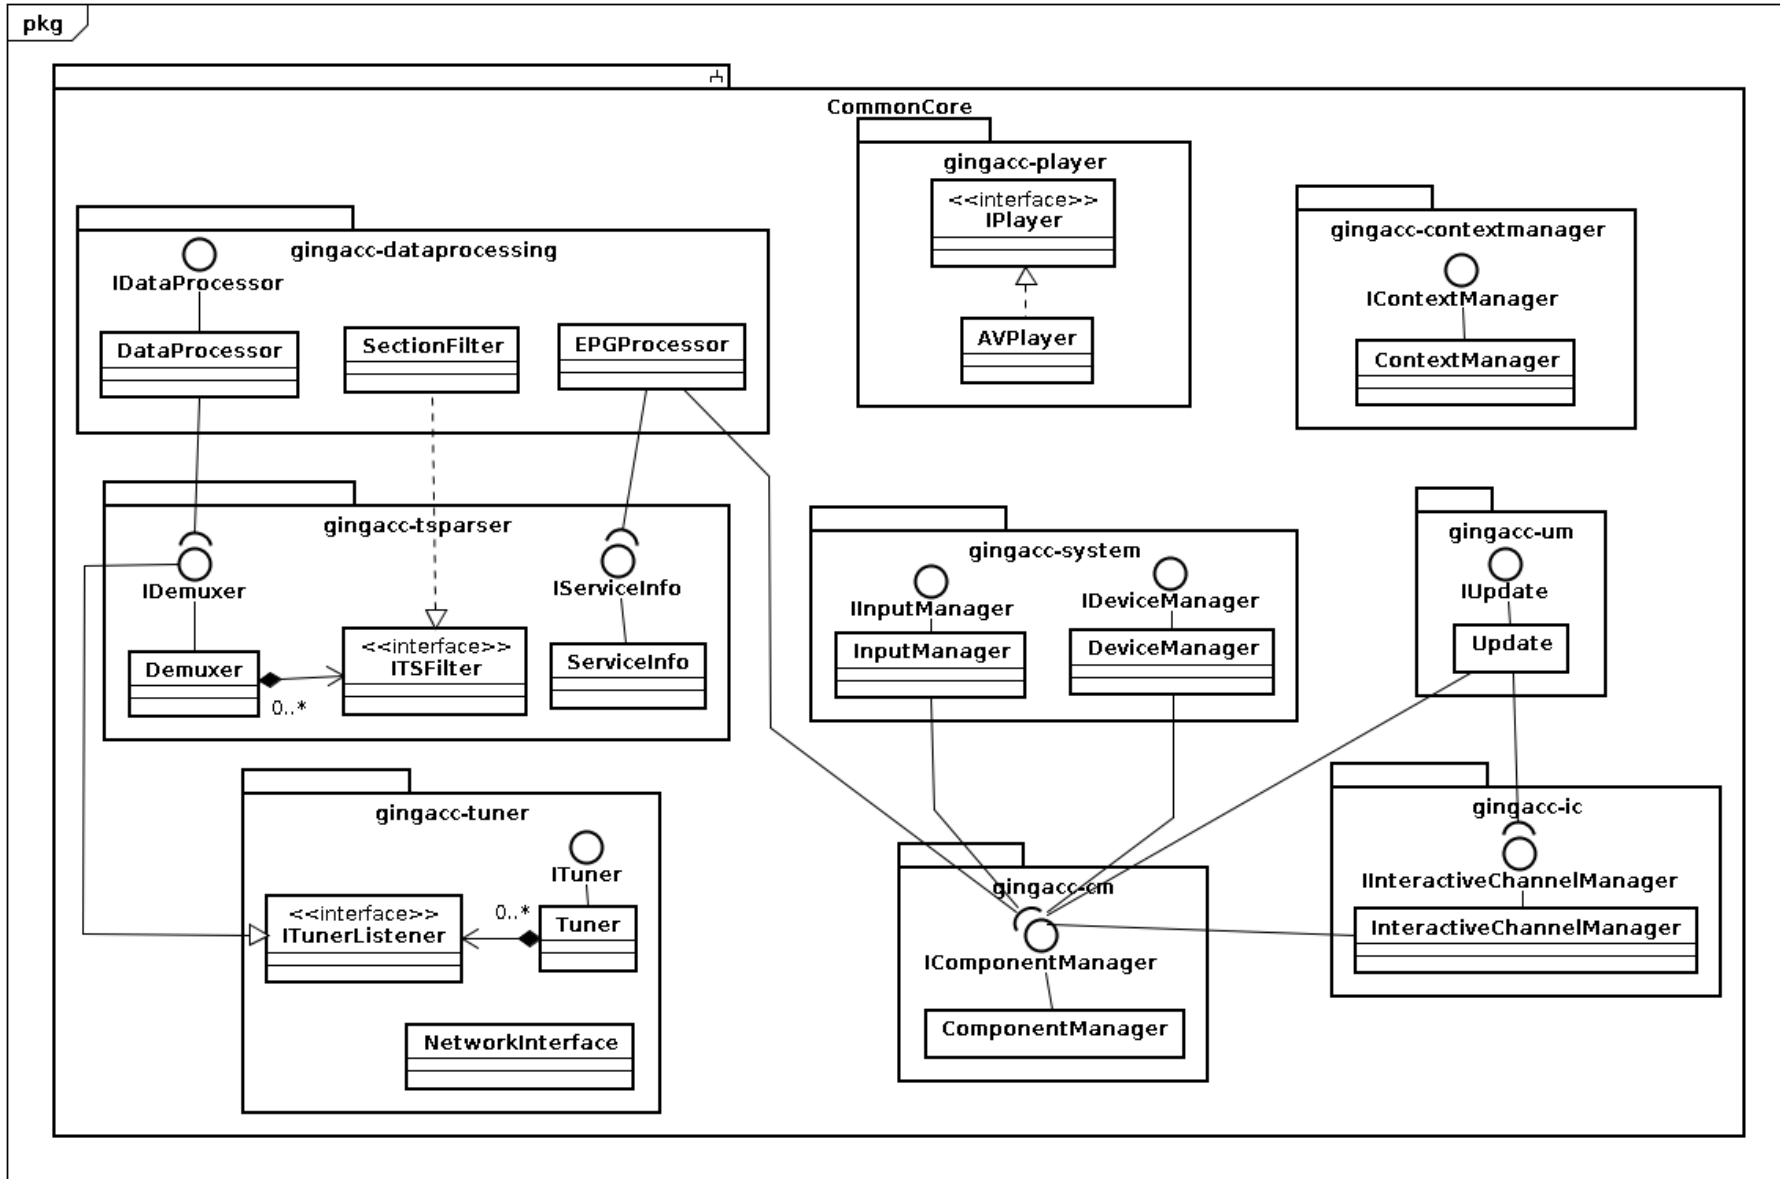 pkg
CommonCore
gingacc-player
<<interface>>
IPlayer
AVPlayer
gingacc-contextmanager
IContextManager
ContextManager
gingacc-dataprocessing
IDataProcessor
DataProcessor
SectionFilter
EPGProcessor
gingacc-tsparser
IDemuxer
IServiceInfo
Demuxer
0..*
<<interface>>
ITSFilter
ServiceInfo
gingacc-system
IInputManager
IDeviceManager
InputManager
DeviceManager
gingacc-um
IUpdate
Update
gingacc-tuner
ITuner
<<interface>>
ITunerListener
0..*
Tuner
NetworkInterface
gingacc-cm
IComponentManager
ComponentManager
gingacc-ic
IInteractiveChannelManager
InteractiveChannelManager